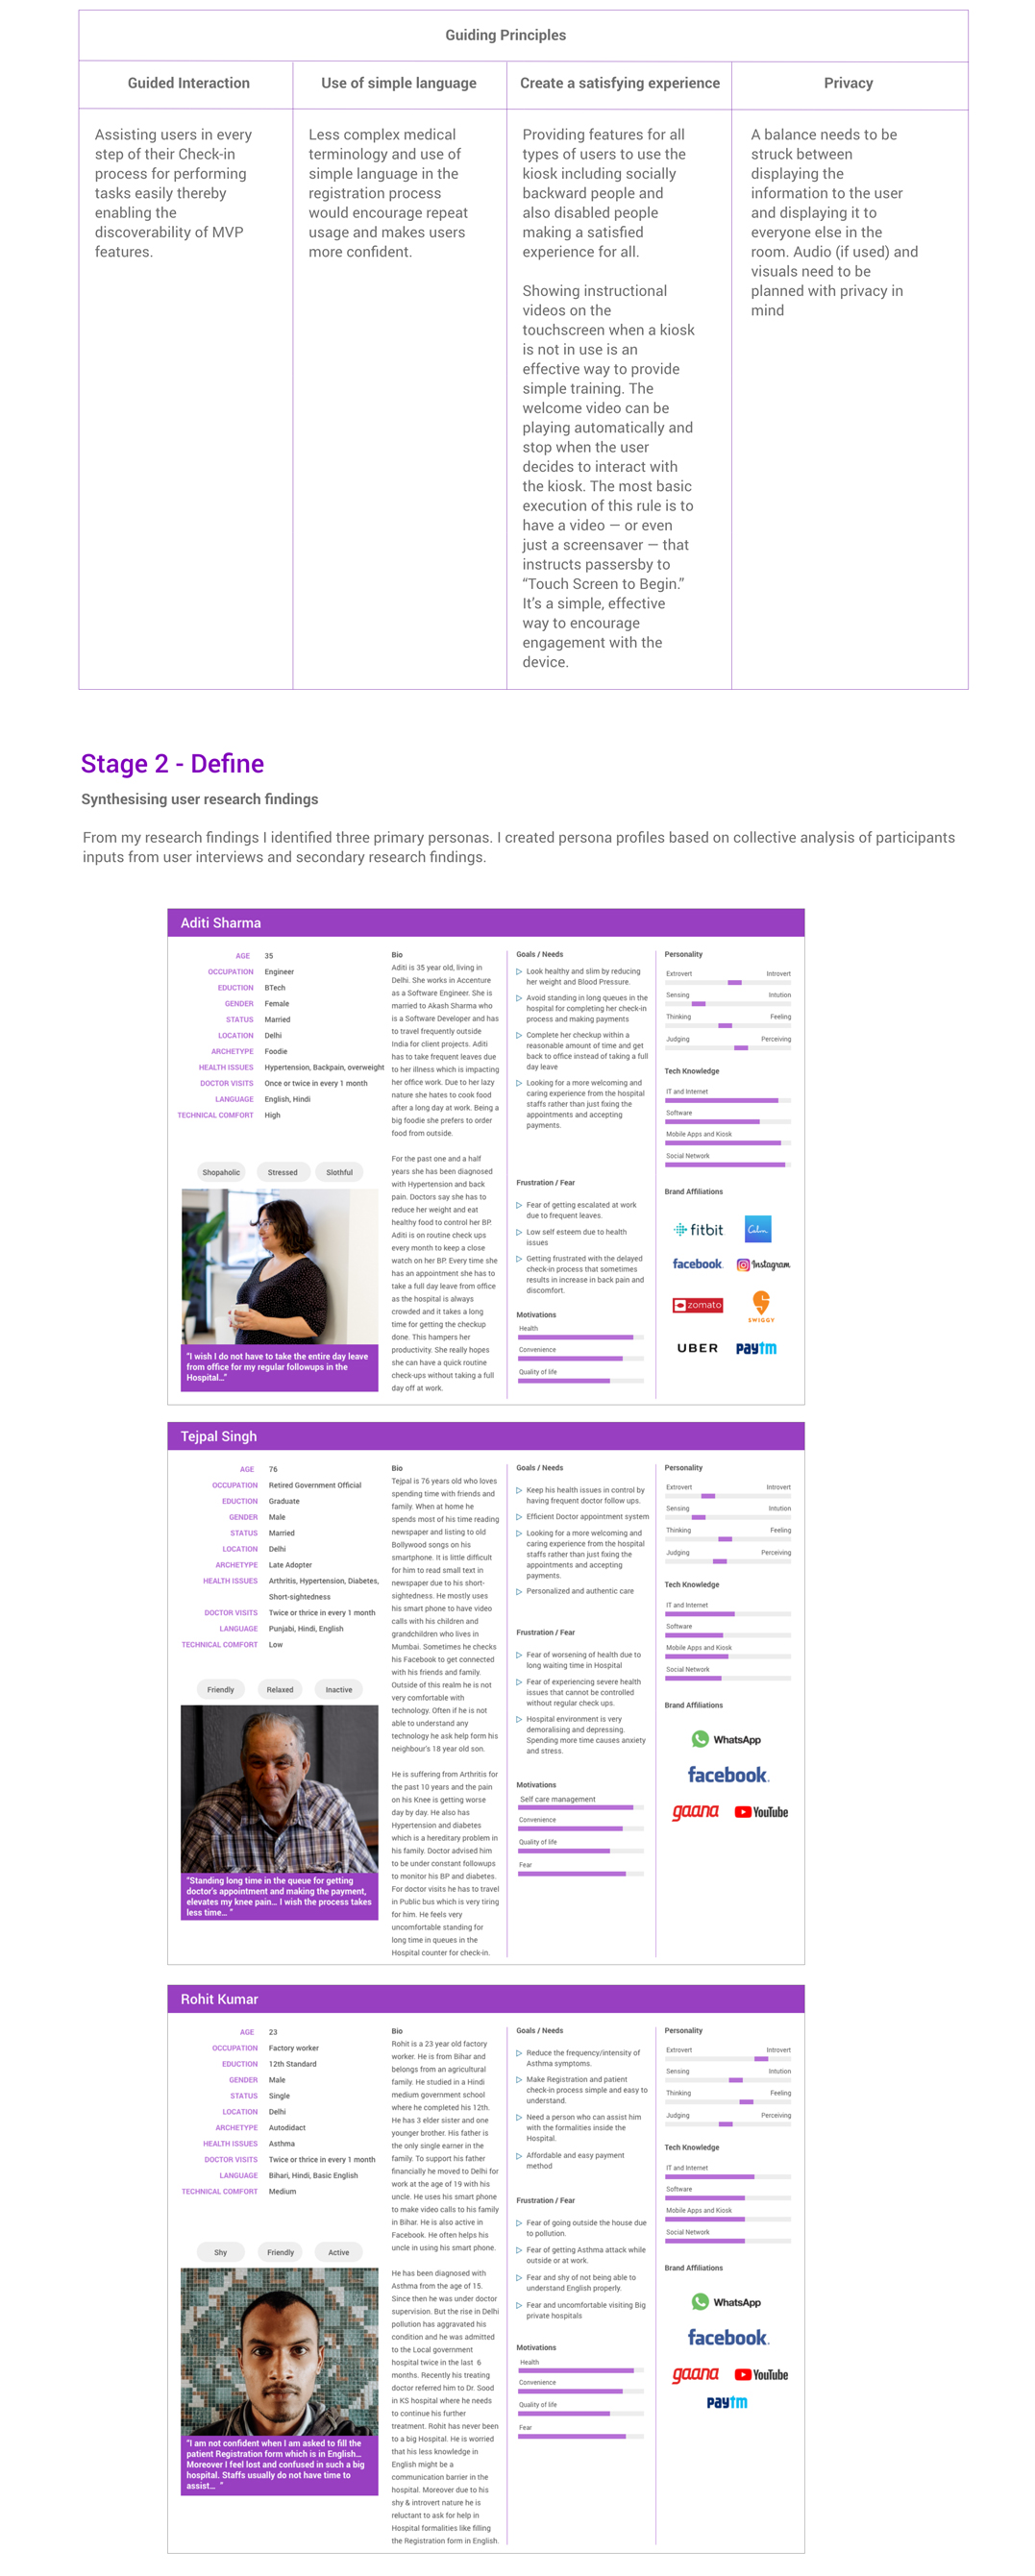 Guiding Principles
Guided Interaction
Use of simple language
Create a satisfying experience
Privacy
Assisting users in every
step of their Check-in
process for performing
tasks easily thereby
enabling the
discoverability of MVP
features.
Less complex medical
terminology and use of
simple language in the
registration process
would encourage repeat
usage and makes users
more confident.
Providing features for all
types of users to use the
kiosk including socially
backward people and
also disabled people
making a satisfied
experience for all.
Showing instructional
videos on the
touchscreen when a kiosk
is not in use is an
effective way to provide
simple training. The
welcome video can be
playing automatically and
stop when the user
decides to interact with
the kiosk. The most basic
execution of this rule is to
have a video — or even
just a screensaver — that
instructs passersby to
“Touch Screen to Begin.”
It’s a simple, effective
way to encourage
engagement with the
device.
A balance needs to be
struck between
displaying the
information to the user
and displaying it to
everyone else in the
room. Audio (if used) and
visuals need to be
planned with privacy in
mind
Stage 2 - Define
Synthesising user research findings
From my research findings I identified three primary personas. I created persona profiles based on collective analysis of participants
inputs from user interviews and secondary research findings.
Aditi Sharma
AGE 35
OCCUPATION Engineer
EDUCTION BTech
GENDER Female
STATUS Married
LOCATION Delhi
ARCHETYPE Foodie
HEALTH ISSUES Hypertension, Backpain, overweight
DOCTOR VISITS Once or twice in every 1 month
LANGUAGE English, Hindi
TECHNICAL COMFORT High
Shopaholic Stressed Slothful
“I wish I do not have to take the entire day leave
from office for my regular followups in the
Hospital...”
Bio
Aditi is 35 year old, living in
Delhi. She works in Accenture
as a Software Engineer. She is
married to Akash Sharma who
is a Software Developer and has
to travel frequently outside
India for client projects. Aditi
has to take frequent leaves due
to her illness which is impacting
her office work. Due to her lazy
nature she hates to cook food
after a long day at work. Being a
big foodie she prefers to order
food from outside.
For the past one and a half
years she has been diagnosed
with Hypertension and back
pain. Doctors say she has to
reduce her weight and eat
healthy food to control her BP.
Aditi is on routine check ups
every month to keep a close
watch on her BP. Every time she
has an appointment she has to
take a full day leave from office
as the hospital is always
crowded and it takes a long
time for getting the checkup
done. This hampers her
productivity. She really hopes
she can have a quick routine
check-ups without taking a full
day off at work.
Goals / Needs
Look healthy and slim by reducing
her weight and Blood Pressure.
Avoid standing in long queues in the
hospital for completing her check-in
process and making payments
Complete her checkup within a
reasonable amount of time and get
back to office instead of taking a full
day leave
Looking for a more welcoming and
caring experience from the hospital
staffs rather than just fixing the
appointments and accepting
payments.
Frustration / Fear
Fear of getting escalated at work
due to frequent leaves.
Low self esteem due to health
issues
Getting frustrated with the delayed
check-in process that sometimes
results in increase in back pain and
discomfort.
Motivations
Health
Convenience
Quality of life
Personality
Extrovert Introvert
Sensing Intution
Thinking Feeling
Judging Perceiving
Tech Knowledge
IT and Internet
Software
Mobile Apps and Kiosk
Social Network
Brand Affiliations
fitbit Calm
facebook. Instagram
zomato SWIGGY
UBER paytm
Tejpal Singh
AGE 76
OCCUPATION Retired Government Official
EDUCTION Graduate
GENDER Male
STATUS Married
LOCATION Delhi
ARCHETYPE Late Adopter
HEALTH ISSUES Arthritis, Hypertension, Diabetes,
Short-sightedness
DOCTOR VISITS Twice or thrice in every 1 month
LANGUAGE Punjabi, Hindi, English
TECHNICAL COMFORT Low
Friendly Relaxed Inactive
“Standing long time in the queue for getting
doctor’s appointment and making the payment,
elevates my knee pain... I wish the process takes
less time... ”
Bio
Tejpal is 76 years old who loves
spending time with friends and
family. When at home he
spends most of his time reading
newspaper and listing to old
Bollywood songs on his
smartphone. It is little difficult
for him to read small text in
newspaper due to his short-
sightedness. He mostly uses
his smart phone to have video
calls with his children and
grandchildren who lives in
Mumbai. Sometimes he checks
his Facebook to get connected
with his friends and family.
Outside of this realm he is not
very comfortable with
technology. Often if he is not
able to understand any
technology he ask help form his
neighbour’s 18 year old son.
He is suffering from Arthritis for
the past 10 years and the pain
on his Knee is getting worse
day by day. He also has
Hypertension and diabetes
which is a hereditary problem in
his family. Doctor advised him
to be under constant followups
to monitor his BP and diabetes.
For doctor visits he has to travel
in Public bus which is very tiring
for him. He feels very
uncomfortable standing for
long time in queues in the
Hospital counter for check-in.
Goals / Needs
Keep his health issues in control by
having frequent doctor follow ups.
Efficient Doctor appointment system
Looking for a more welcoming and
caring experience from the hospital
staffs rather than just fixing the
appointments and accepting
payments.
Personalized and authentic care
Frustration / Fear
Fear of worsening of health due to
long waiting time in Hospital
Fear of experiencing severe health
issues that cannot be controlled
without regular check ups.
Hospital environment is very
demoralising and depressing.
Spending more time causes anxiety
and stress.
Motivations
Self care management
Convenience
Quality of life
Fear
Personality
Extrovert Introvert
Sensing Intution
Thinking Feeling
Judging Perceiving
Tech Knowledge
IT and Internet
Software
Mobile Apps and Kiosk
Social Network
Brand Affiliations
WhatsApp
facebook.
gaana YouTube
Rohit Kumar
AGE 23
OCCUPATION Factory worker
EDUCTION 12th Standard
GENDER Male
STATUS Single
LOCATION Delhi
ARCHETYPE Autodidact
HEALTH ISSUES Asthma
DOCTOR VISITS Twice or thrice in every 1 month
LANGUAGE Bihari, Hindi, Basic English
TECHNICAL COMFORT Medium
Shy Friendly Active
“I am not confident when I am asked to fill the
patient Registration form which is in English...
Moreover I feel lost and confused in such a big
hospital. Staffs usually do not have time to
assist... ”
Bio
Rohit is a 23 year old factory
worker. He is from Bihar and
belongs from an agricultural
family. He studied in a Hindi
medium government school
where he completed his 12th.
He has 3 elder sister and one
younger brother. His father is
the only single earner in the
family. To support his father
financially he moved to Delhi for
work at the age of 19 with his
uncle. He uses his smart phone
to make video calls to his family
in Bihar. He is also active in
Facebook. He often helps his
uncle in using his smart phone.
He has been diagnosed with
Asthma from the age of 15.
Since then he was under doctor
supervision. But the rise in Delhi
pollution has aggravated his
condition and he was admitted
to the Local government
hospital twice in the last 6
months. Recently his treating
doctor referred him to Dr. Sood
in KS hospital where he needs
to continue his further
treatment. Rohit has never been
to a big Hospital. He is worried
that his less knowledge in
English might be a
communication barrier in the
hospital. Moreover due to his
shy & introvert nature he is
reluctant to ask for help in
Hospital formalities like filling
the Registration form in English.
Goals / Needs
Reduce the frequency/intensity of
Asthma symptoms.
Make Registration and patient
check-in process simple and easy to
understand.
Need a person who can assist him
with the formalities inside the
Hospital.
Affordable and easy payment
method
Frustration / Fear
Fear of going outside the house due
to pollution.
Fear of getting Asthma attack while
outside or at work.
Fear and shy of not being able to
understand English properly.
Fear and uncomfortable visiting Big
private hospitals
Motivations
Health
Convenience
Quality of life
Fear
Personality
Extrovert Introvert
Sensing Intution
Thinking Feeling
Judging Perceiving
Tech Knowledge
IT and Internet
Software
Mobile Apps and Kiosk
Social Network
Brand Affiliations
WhatsApp
facebook.
gaana YouTube
paytm